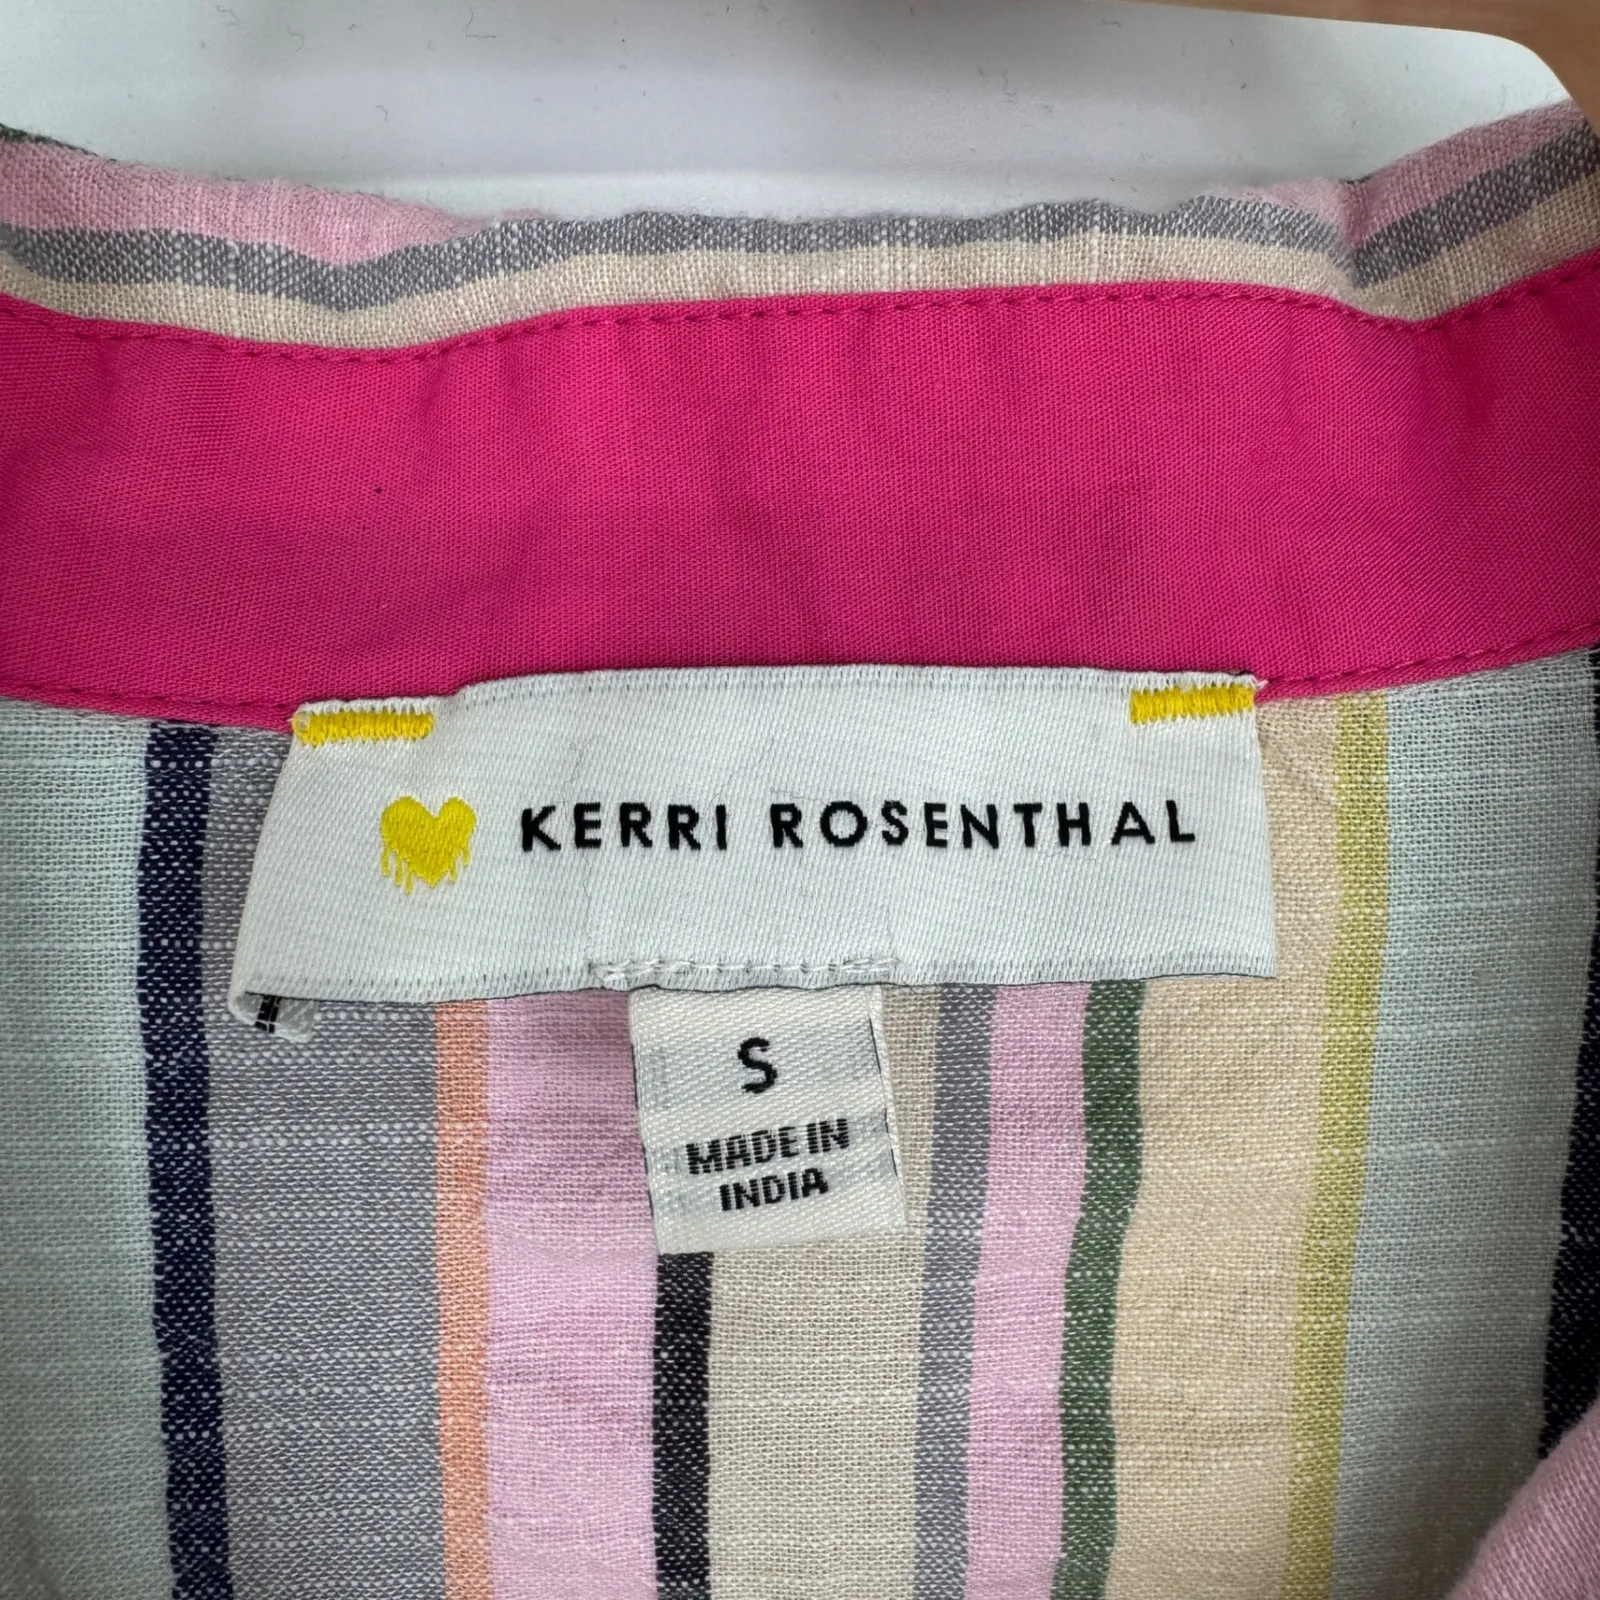 KERRI ROSENTHAL
S
MADE IN
INDIA